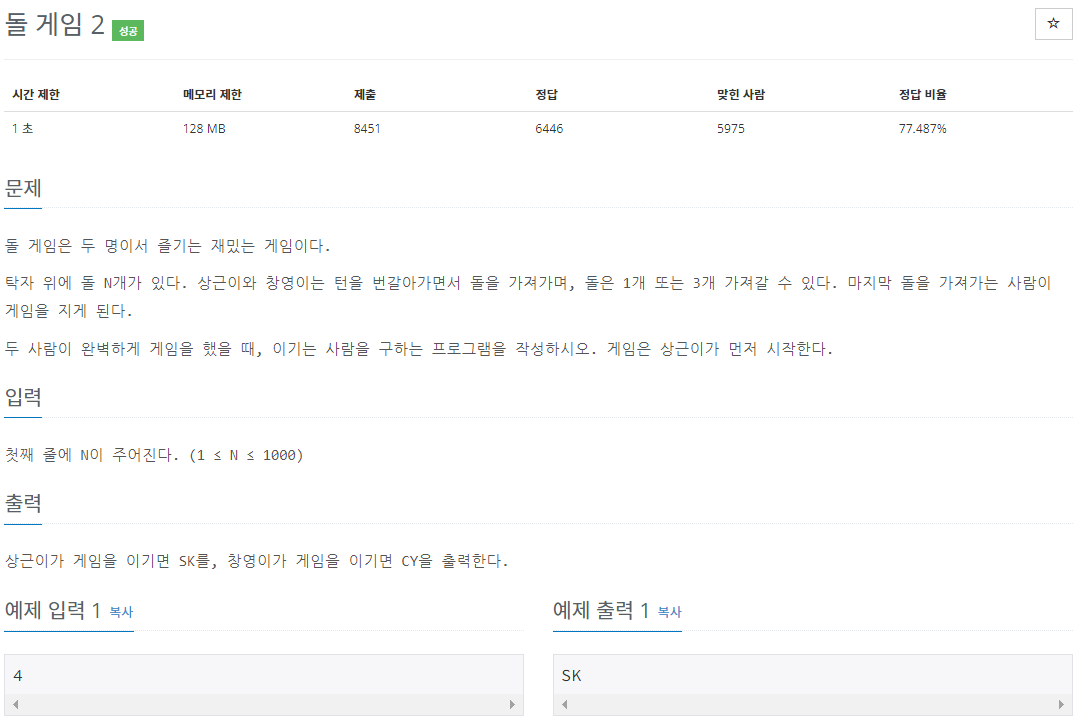 돌 게임 2 성공
☆
시간 제한 메모리 제한 제출 정답 맞힌 사람 정답 비율
1 초 128 MB 8451 6446 5975 77.487%
문제
돌 게임은 두 명이서 즐기는 재밌는 게임이다.
탁자 위에 돌 N개가 있다. 상근이와 창영이는 턴을 번갈아가면서 돌을 가져가며, 돌은 1개 또는 3개 가져갈 수 있다. 마지막 돌을 가져가는 사람이
게임을 지게 된다.
두 사람이 완벽하게 게임을 했을 때, 이기는 사람을 구하는 프로그램을 작성하시오. 게임은 상근이가 먼저 시작한다.
입력
첫째 줄에 N이 주어진다. (1 ≤ N ≤ 1000)
출력
상근이가 게임을 이기면 SK를, 창영이가 게임을 이기면 CY을 출력한다.
예제 입력 1 복사
4
예제 출력 1 복사
SK